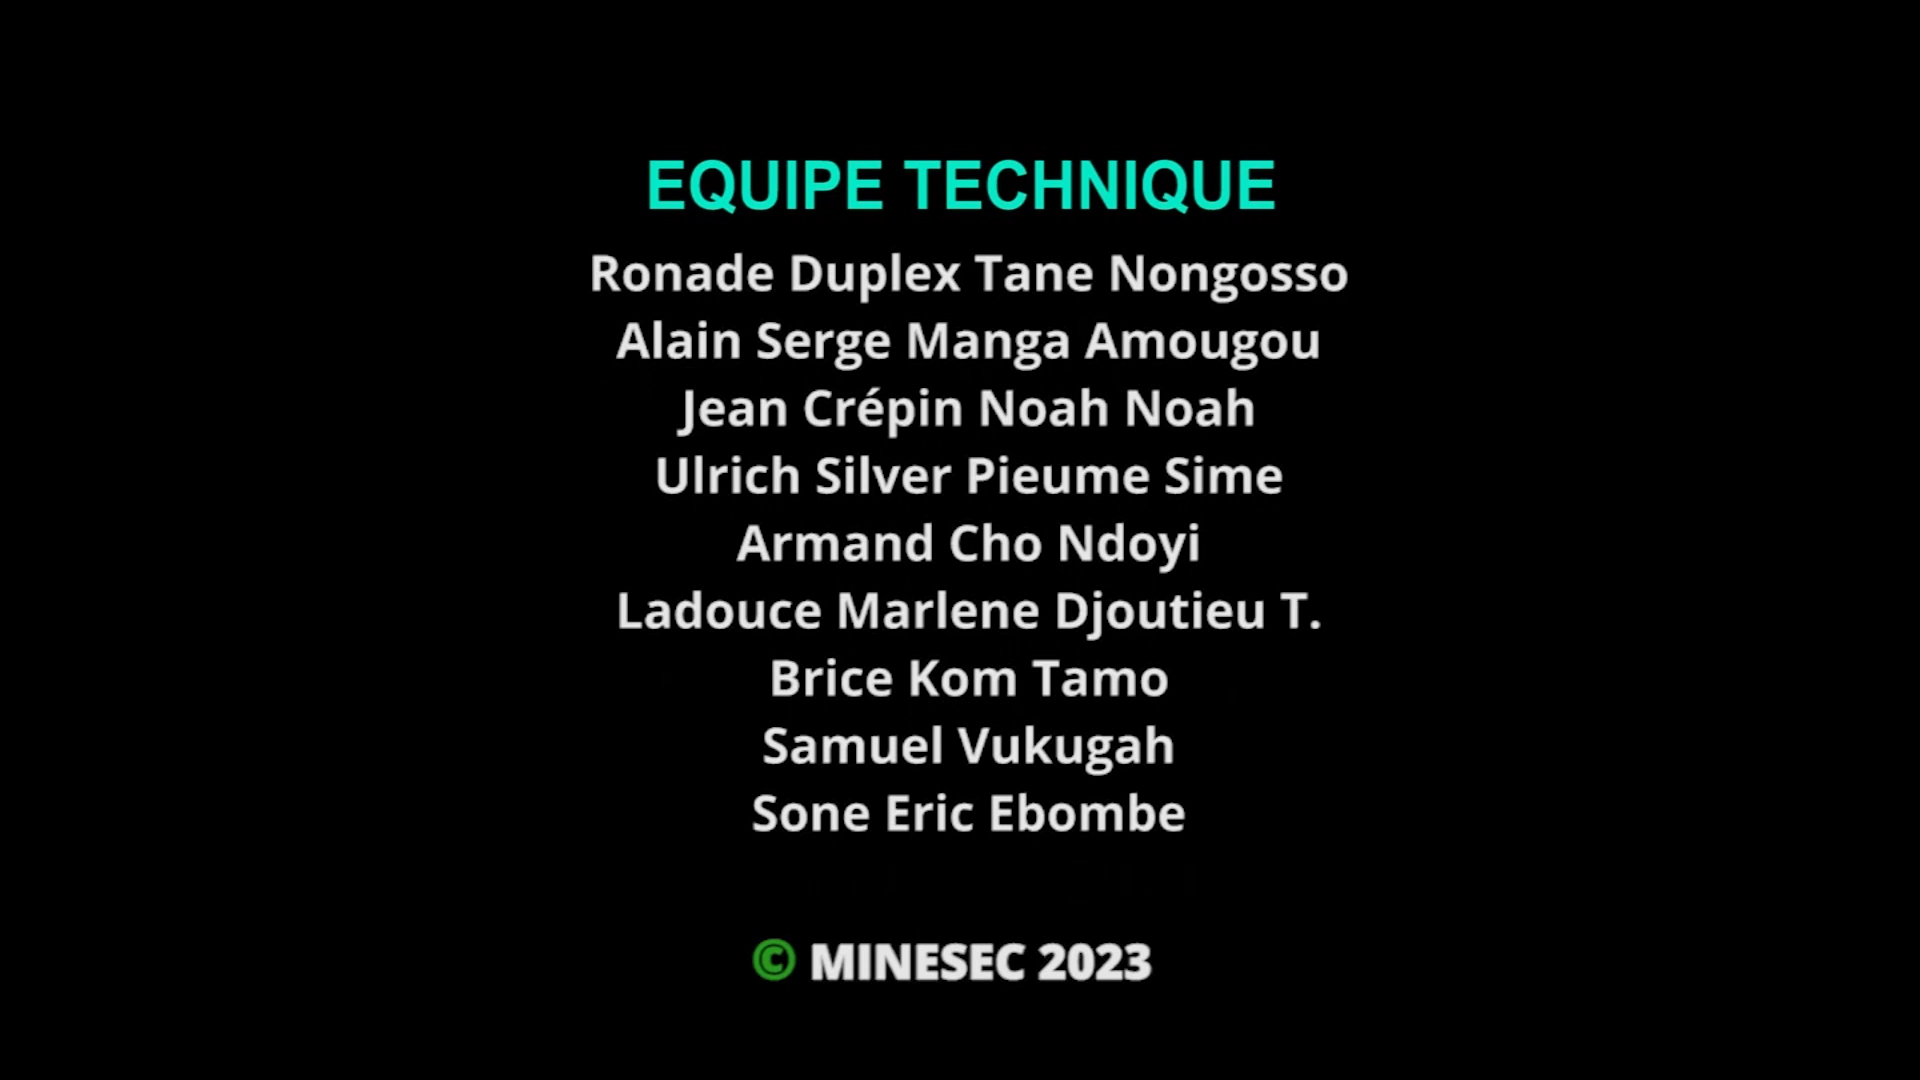 EQUIPE TECHNIQUE
Ronade Duplex Tane Nongosso
Alain Serge Manga Amougou
Jean Crépin Noah Noah
Ulrich Silver Pieume Sime
Armand Cho Ndoyi
Ladouce Marlene Djoutieu T.
Brice Kom Tamo
Samuel Vukugah
Sone Eric Ebombe
© MINESEC 2023